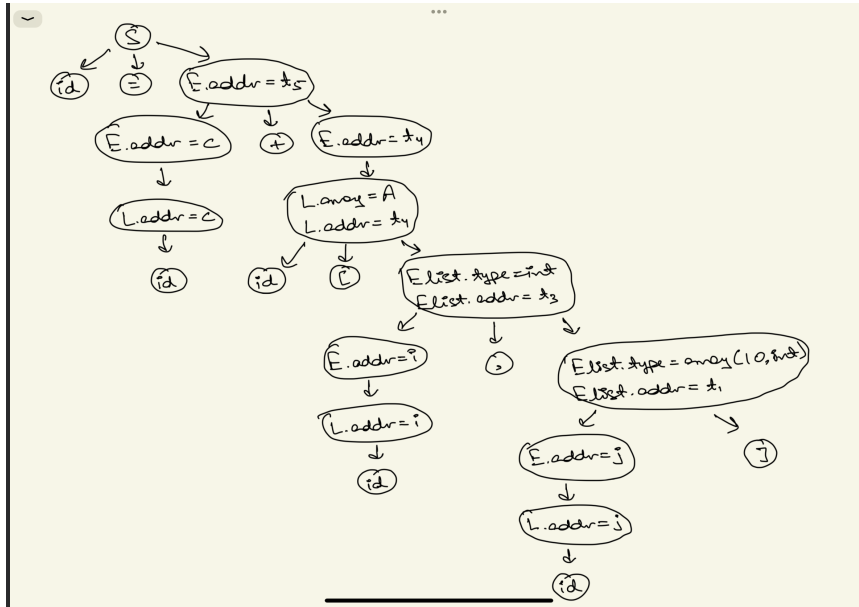 S
id = E.addr = t5
E.addr = c + E.addr = t4
L.addr = c
L.array = A
L.addr = t4
id id [
Elist.type = int
Elist.addr = t3
E.addr = i ,
Elist.type = array(10,int)
Elist.addr = t1
L.addr = i
E.addr = j ]
id
L.addr = j
id